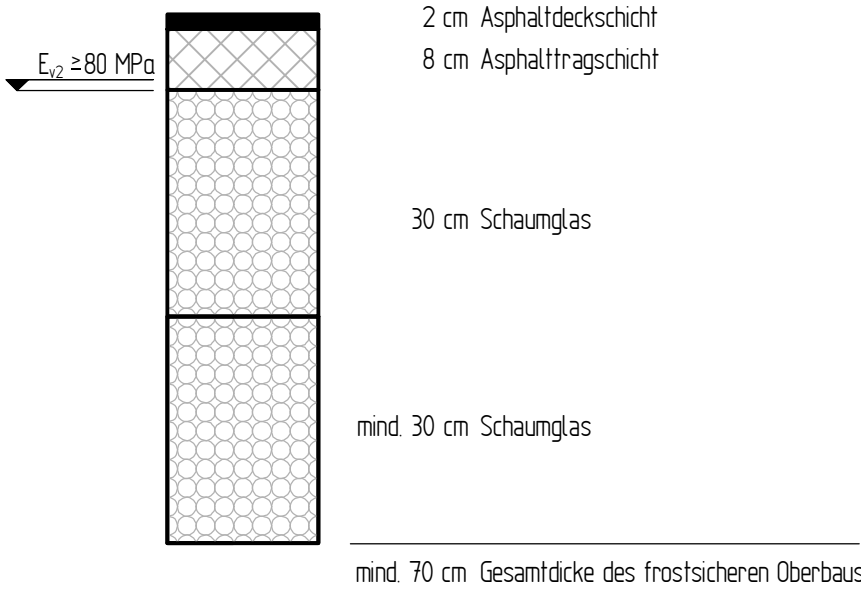 2 cm Asphaltdeckschicht
E_v2 ≥80 MPa 8 cm Asphalttragschicht
30 cm Schaumglas
mind. 30 cm Schaumglas
mind. 70 cm Gesamtdicke des frostsicheren Oberbaus